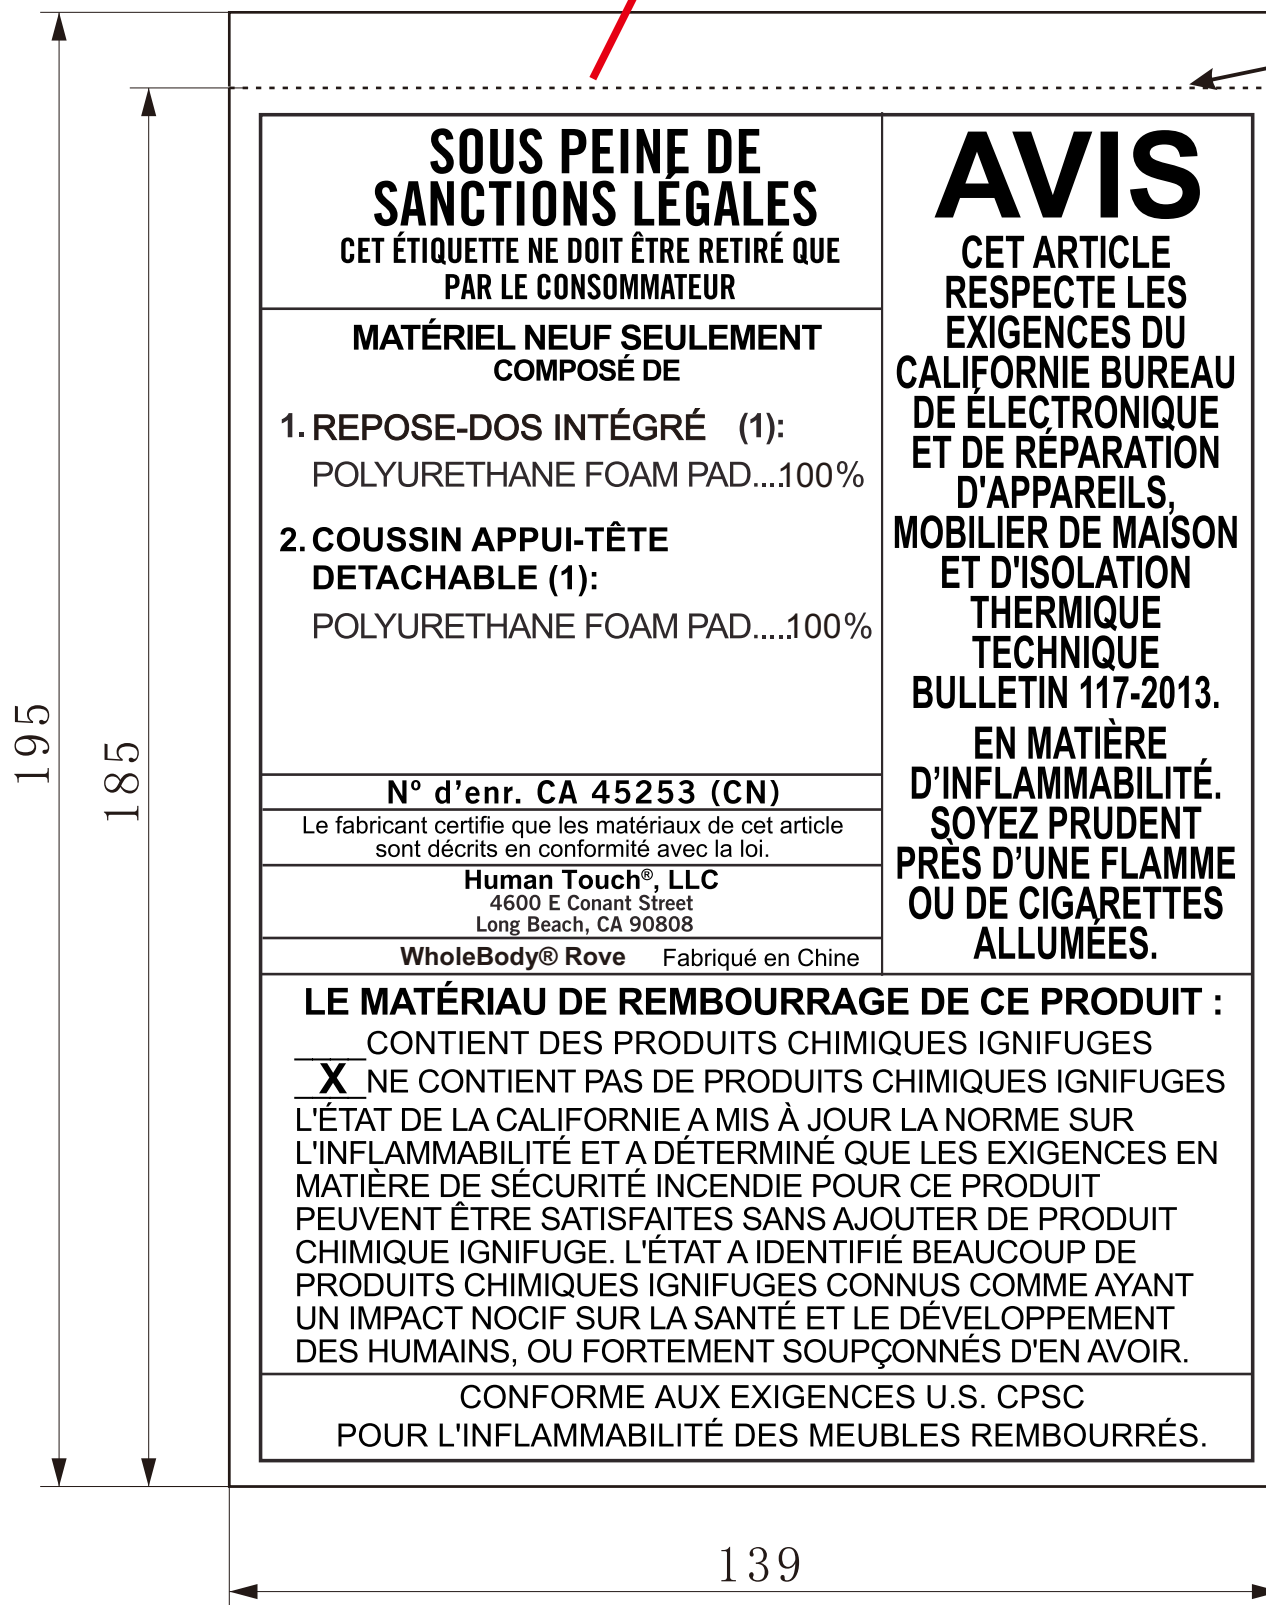 SOUS PEINE DE
SANCTIONS LÉGALES
CET ÉTIQUETTE NE DOIT ÊTRE RETIRÉ QUE
PAR LE CONSOMMATEUR
MATÉRIEL NEUF SEULEMENT
COMPOSÉ DE
1. REPOSE-DOS INTÉGRÉ (1):
POLYURETHANE FOAM PAD....100%
2. COUSSIN APPUI-TÊTE
DETACHABLE (1):
POLYURETHANE FOAM PAD.....100%
Nº d’enr. CA 45253 (CN)
Le fabricant certifie que les matériaux de cet article
sont décrits en conformité avec la loi.
Human Touch®, LLC
4600 E Conant Street
Long Beach, CA 90808
WholeBody® Rove Fabriqué en Chine
AVIS
CET ARTICLE
RESPECTE LES
EXIGENCES DU
CALIFORNIE BUREAU
DE ÉLECTRONIQUE
ET DE RÉPARATION
D'APPAREILS,
MOBILIER DE MAISON
ET D'ISOLATION
THERMIQUE
TECHNIQUE
BULLETIN 117-2013.
EN MATIÈRE
D’INFLAMMABILITÉ.
SOYEZ PRUDENT
PRÈS D’UNE FLAMME
OU DE CIGARETTES
ALLUMÉES.
LE MATÉRIAU DE REMBOURRAGE DE CE PRODUIT :
____CONTIENT DES PRODUITS CHIMIQUES IGNIFUGES
_X_NE CONTIENT PAS DE PRODUITS CHIMIQUES IGNIFUGES
L'ÉTAT DE LA CALIFORNIE A MIS À JOUR LA NORME SUR
L'INFLAMMABILITÉ ET A DÉTERMINÉ QUE LES EXIGENCES EN
MATIÈRE DE SÉCURITÉ INCENDIE POUR CE PRODUIT
PEUVENT ÊTRE SATISFAITES SANS AJOUTER DE PRODUIT
CHIMIQUE IGNIFUGE. L'ÉTAT A IDENTIFIÉ BEAUCOUP DE
PRODUITS CHIMIQUES IGNIFUGES CONNUS COMME AYANT
UN IMPACT NOCIF SUR LA SANTÉ ET LE DÉVELOPPEMENT
DES HUMAINS, OU FORTEMENT SOUPÇONNÉS D'EN AVOIR.
CONFORME AUX EXIGENCES U.S. CPSC
POUR L'INFLAMMABILITÉ DES MEUBLES REMBOURRÉS.
195
185
139